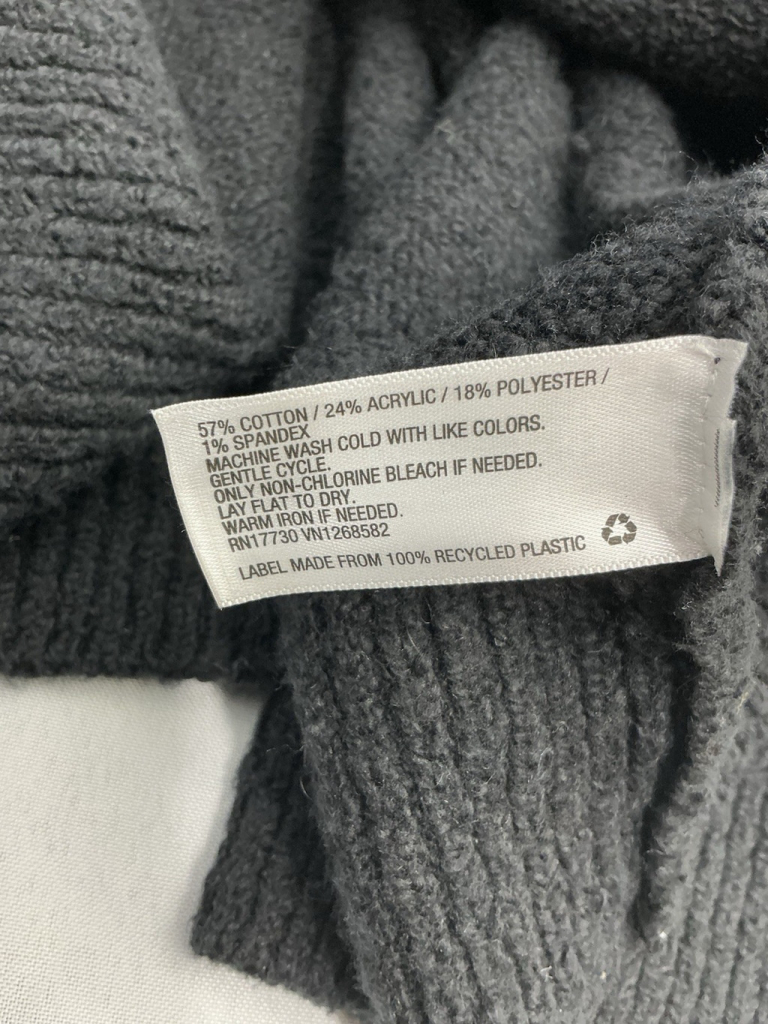 57% COTTON / 24% ACRYLIC / 18% POLYESTER /
1% SPANDEX
MACHINE WASH COLD WITH LIKE COLORS.
GENTLE CYCLE.
ONLY NON-CHLORINE BLEACH IF NEEDED.
LAY FLAT TO DRY.
WARM IRON IF NEEDED.
RN17730 VN1268582
LABEL MADE FROM 100% RECYCLED PLASTIC